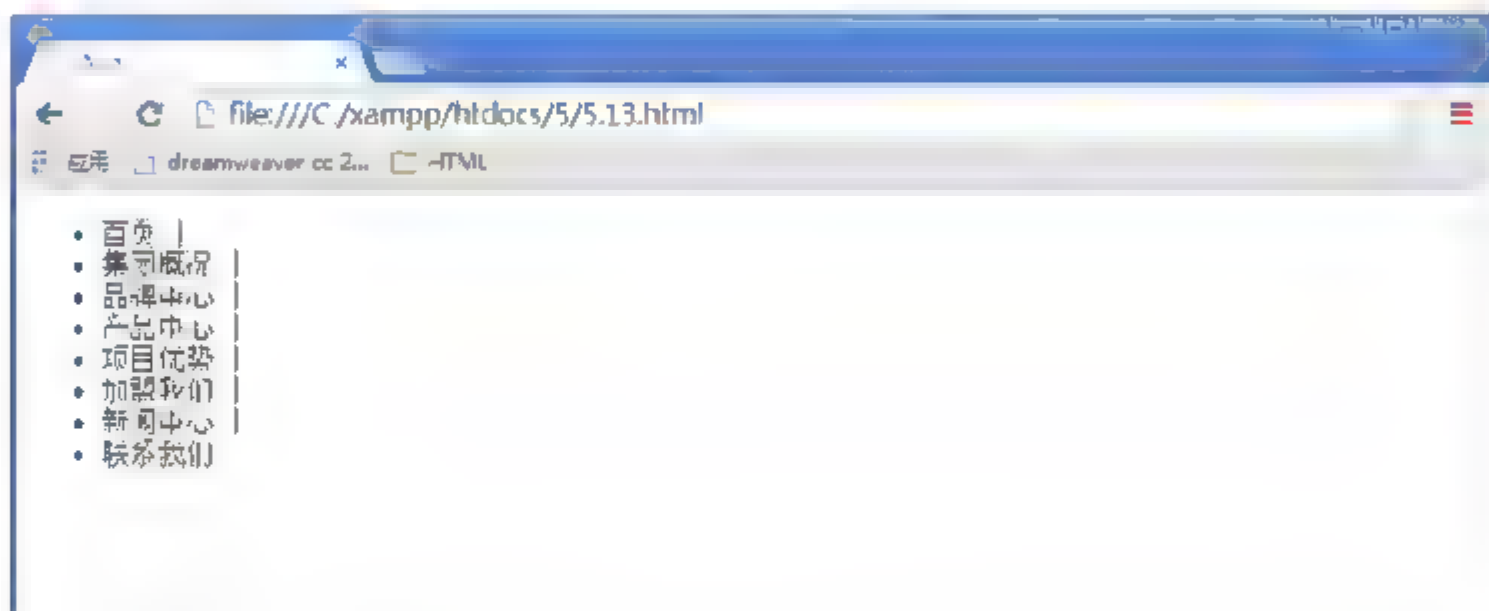 file:///C:/xampp/htdocs/5/5.13.html
应用 dreamweaver cc 2... HTML
• 首页 |
• 集团概况 |
• 品牌中心 |
• 产品中心 |
• 项目优势 |
• 加盟我们 |
• 新闻中心 |
• 联系我们